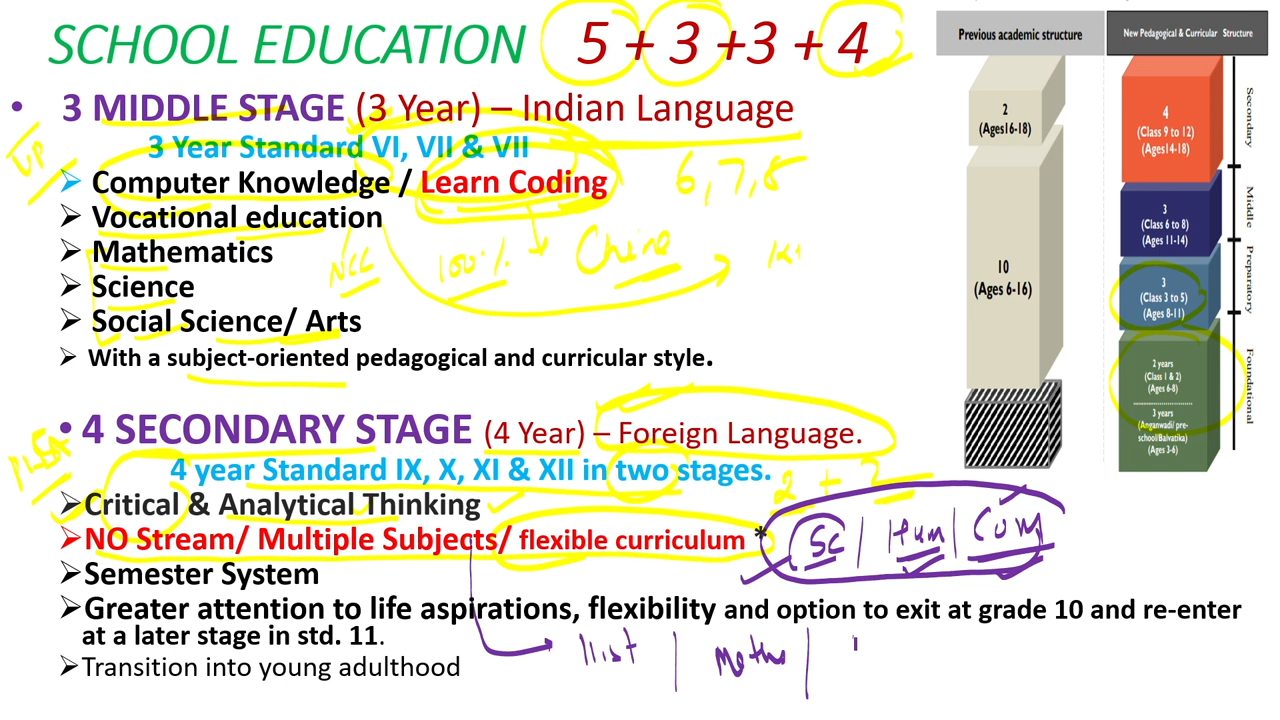 SCHOOL EDUCATION 5 + 3 +3 + 4
• 3 MIDDLE STAGE (3 Year) – Indian Language
3 Year Standard VI, VII & VII
UP
➢ Computer Knowledge / Learn Coding
6, 7, 8
➢ Vocational education
➢ Mathematics
NCC 100% China
➢ Science
➢ Social Science/ Arts
➢ With a subject-oriented pedagogical and curricular style.
• 4 SECONDARY STAGE (4 Year) – Foreign Language.
4 year Standard IX, X, XI & XII in two stages.
2 + 2
➢Critical & Analytical Thinking
➢NO Stream/ Multiple Subjects/ flexible curriculum *
Sc | Hum | Com
➢Semester System
➢Greater attention to life aspirations, flexibility and option to exit at grade 10 and re-enter
at a later stage in std. 11.
Hist | Maths |
➢Transition into young adulthood
Previous academic structure
2
(Ages16-18)
10
(Ages 6-16)
New Pedagogical & Curricular Structure
4
(Class 9 to 12)
(Ages14-18)
Secondary
3
(Class 6 to 8)
(Ages 11-14)
Middle
3
(Class 3 to 5)
(Ages 8-11)
Preparatory
2 years
(Class 1 & 2)
(Ages 6-8)
3 years
(Anganwadi/ pre-
school/Balvatika)
(Ages 3-6)
Foundational